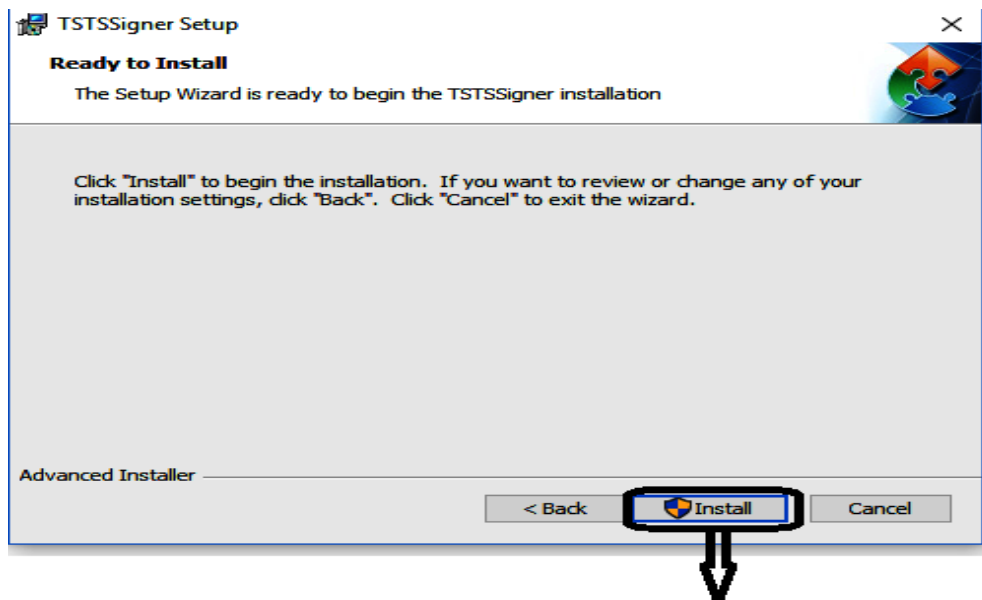 TSTSSigner Setup
Ready to Install
The Setup Wizard is ready to begin the TSTSSigner installation
Click "Install" to begin the installation. If you want to review or change any of your
installation settings, click "Back". Click "Cancel" to exit the wizard.
Advanced Installer
< Back Install Cancel